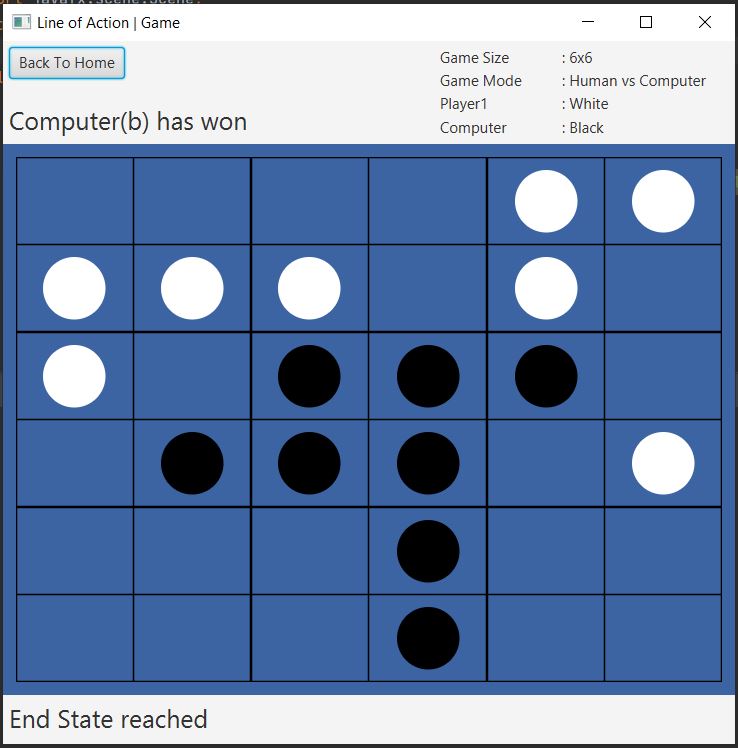 Line of Action | Game
Back To Home
Computer(b) has won
Game Size : 6x6
Game Mode : Human vs Computer
Player1 : White
Computer : Black
End State reached